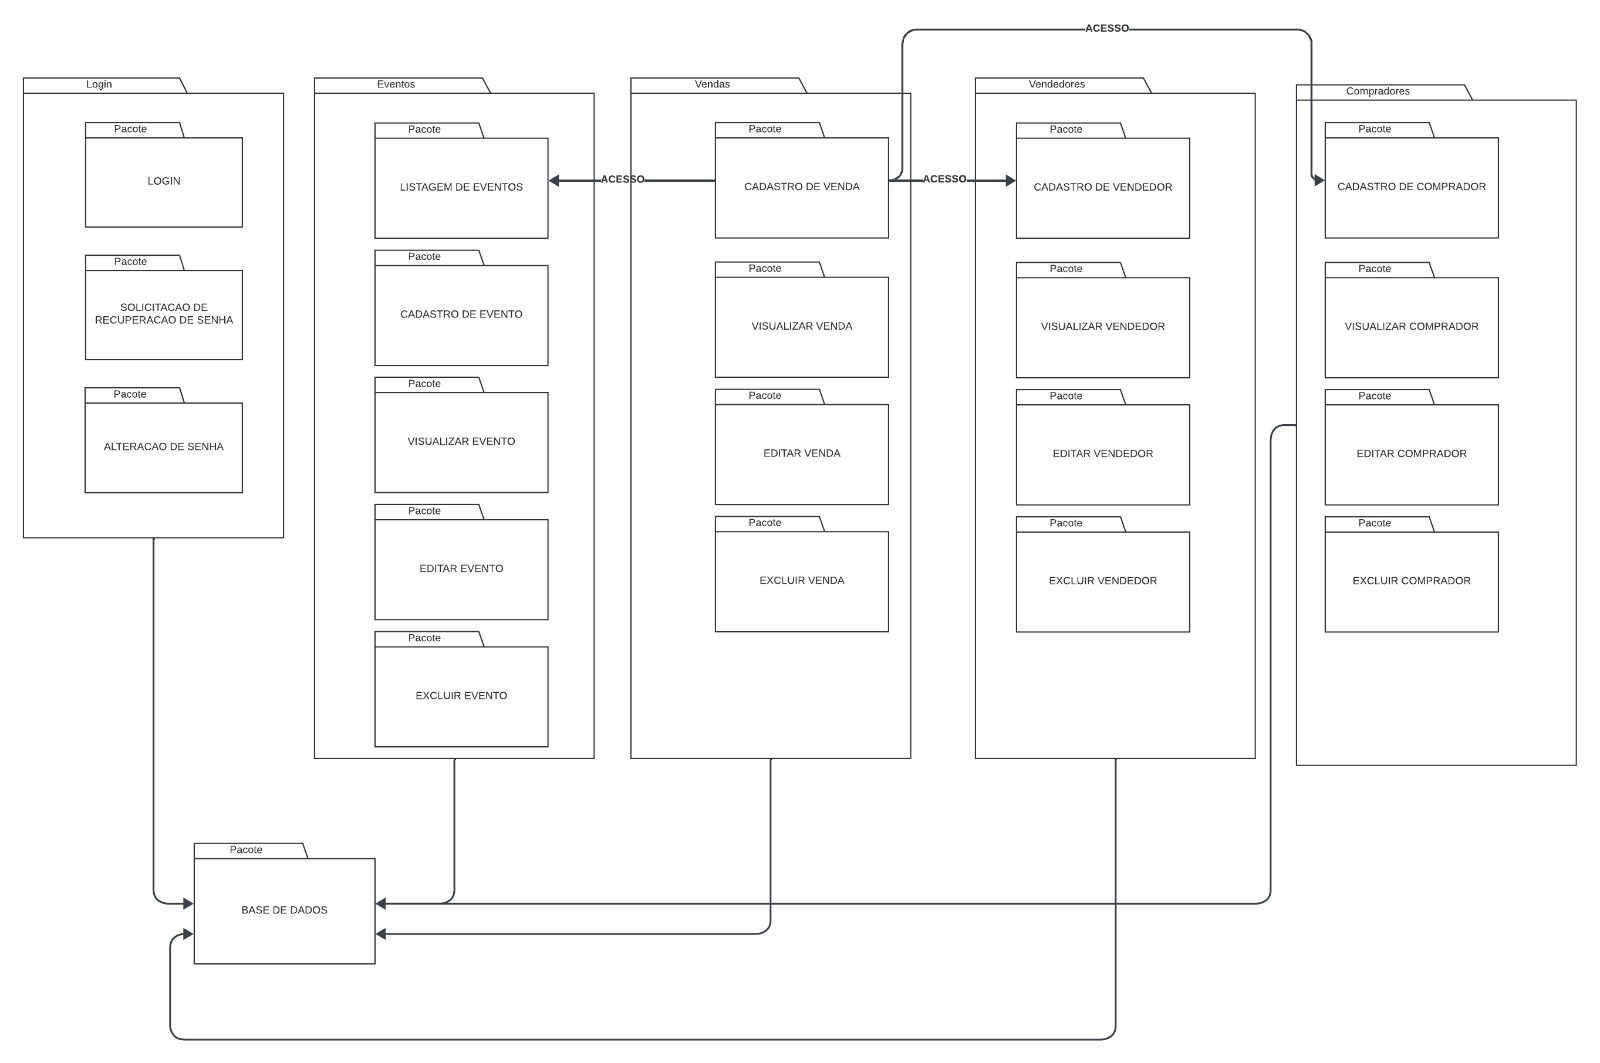 ACESSO
Login
Pacote
LOGIN
Pacote
SOLICITACAO DE
RECUPERACAO DE SENHA
Pacote
ALTERACAO DE SENHA
Eventos
Pacote
LISTAGEM DE EVENTOS
Pacote
CADASTRO DE EVENTO
Pacote
VISUALIZAR EVENTO
Pacote
EDITAR EVENTO
Pacote
EXCLUIR EVENTO
ACESSO
Vendas
Pacote
CADASTRO DE VENDA
Pacote
VISUALIZAR VENDA
Pacote
EDITAR VENDA
Pacote
EXCLUIR VENDA
ACESSO
Vendedores
Pacote
CADASTRO DE VENDEDOR
Pacote
VISUALIZAR VENDEDOR
Pacote
EDITAR VENDEDOR
Pacote
EXCLUIR VENDEDOR
Compradores
Pacote
CADASTRO DE COMPRADOR
Pacote
VISUALIZAR COMPRADOR
Pacote
EDITAR COMPRADOR
Pacote
EXCLUIR COMPRADOR
Pacote
BASE DE DADOS